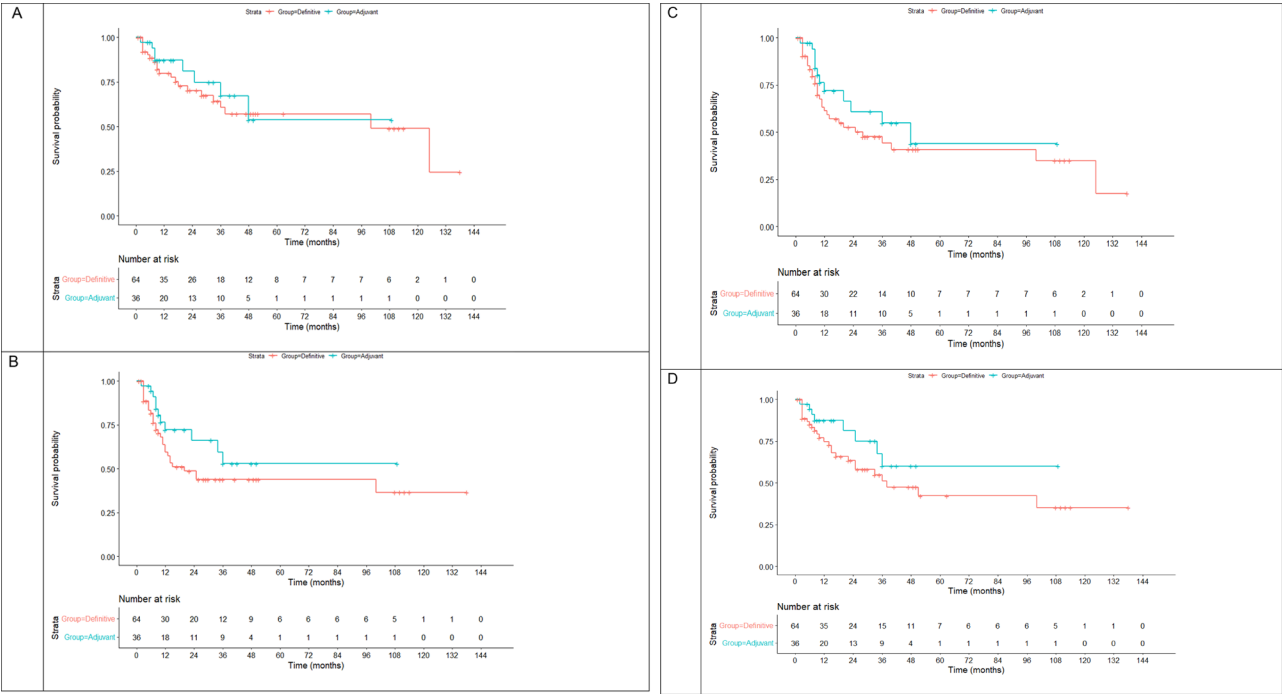 A
Strata Group=Definitive Group=Adjuvant
Survival probability
1.00
0.75
0.50
0.25
0.00
0 12 24 36 48 60 72 84 96 108 120 132 144
Time (months)
Number at risk
Strata
Group=Definitive 64 35 26 18 12 8 7 7 7 6 2 1 0
Group=Adjuvant 36 20 13 10 5 1 1 1 1 1 0 0 0
0 12 24 36 48 60 72 84 96 108 120 132 144
Time (months)
B
Strata Group=Definitive Group=Adjuvant
Survival probability
1.00
0.75
0.50
0.25
0.00
0 12 24 36 48 60 72 84 96 108 120 132 144
Time (months)
Number at risk
Strata
Group=Definitive 64 30 20 12 9 6 6 6 6 5 1 1 0
Group=Adjuvant 36 18 11 9 4 1 1 1 1 1 0 0 0
0 12 24 36 48 60 72 84 96 108 120 132 144
Time (months)
C
Strata Group=Definitive Group=Adjuvant
Survival probability
1.00
0.75
0.50
0.25
0.00
0 12 24 36 48 60 72 84 96 108 120 132 144
Time (months)
Number at risk
Strata
Group=Definitive 64 30 22 14 10 7 7 7 7 6 2 1 0
Group=Adjuvant 36 18 11 10 5 1 1 1 1 1 0 0 0
0 12 24 36 48 60 72 84 96 108 120 132 144
Time (months)
D
Strata Group=Definitive Group=Adjuvant
Survival probability
1.00
0.75
0.50
0.25
0.00
0 12 24 36 48 60 72 84 96 108 120 132 144
Time (months)
Number at risk
Strata
Group=Definitive 64 35 24 15 11 7 6 6 6 5 1 1 0
Group=Adjuvant 36 20 13 9 4 1 1 1 1 1 0 0 0
0 12 24 36 48 60 72 84 96 108 120 132 144
Time (months)